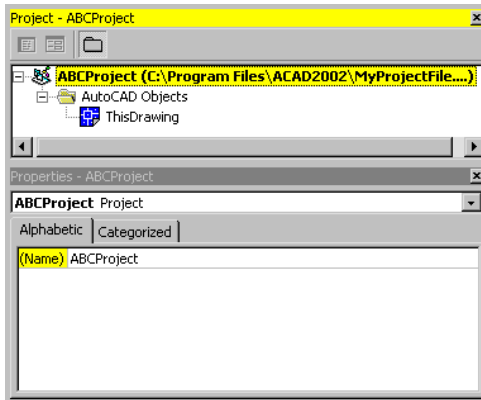 Project - ABCProject
ABCProject (C:\Program Files\ACAD2002\MyProjectFile....)
AutoCAD Objects
ThisDrawing
Properties - ABCProject
ABCProject Project
Alphabetic Categorized
(Name) ABCProject